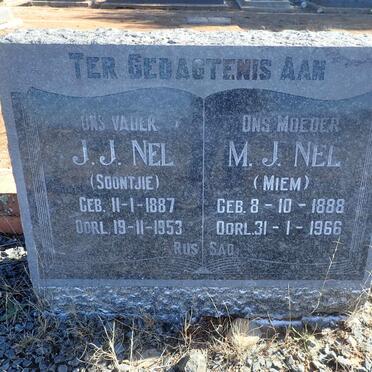 TER GEDAGTENIS AAN
ONS VADER
J. J. NEL
(SOONTJIE)
GEB. 11-1-1887
OORL. 19-11-1953
ONS MOEDER
M. J. NEL
(MIEM)
GEB. 8-10-1888
OORL. 31-1-1966
RUS SAG